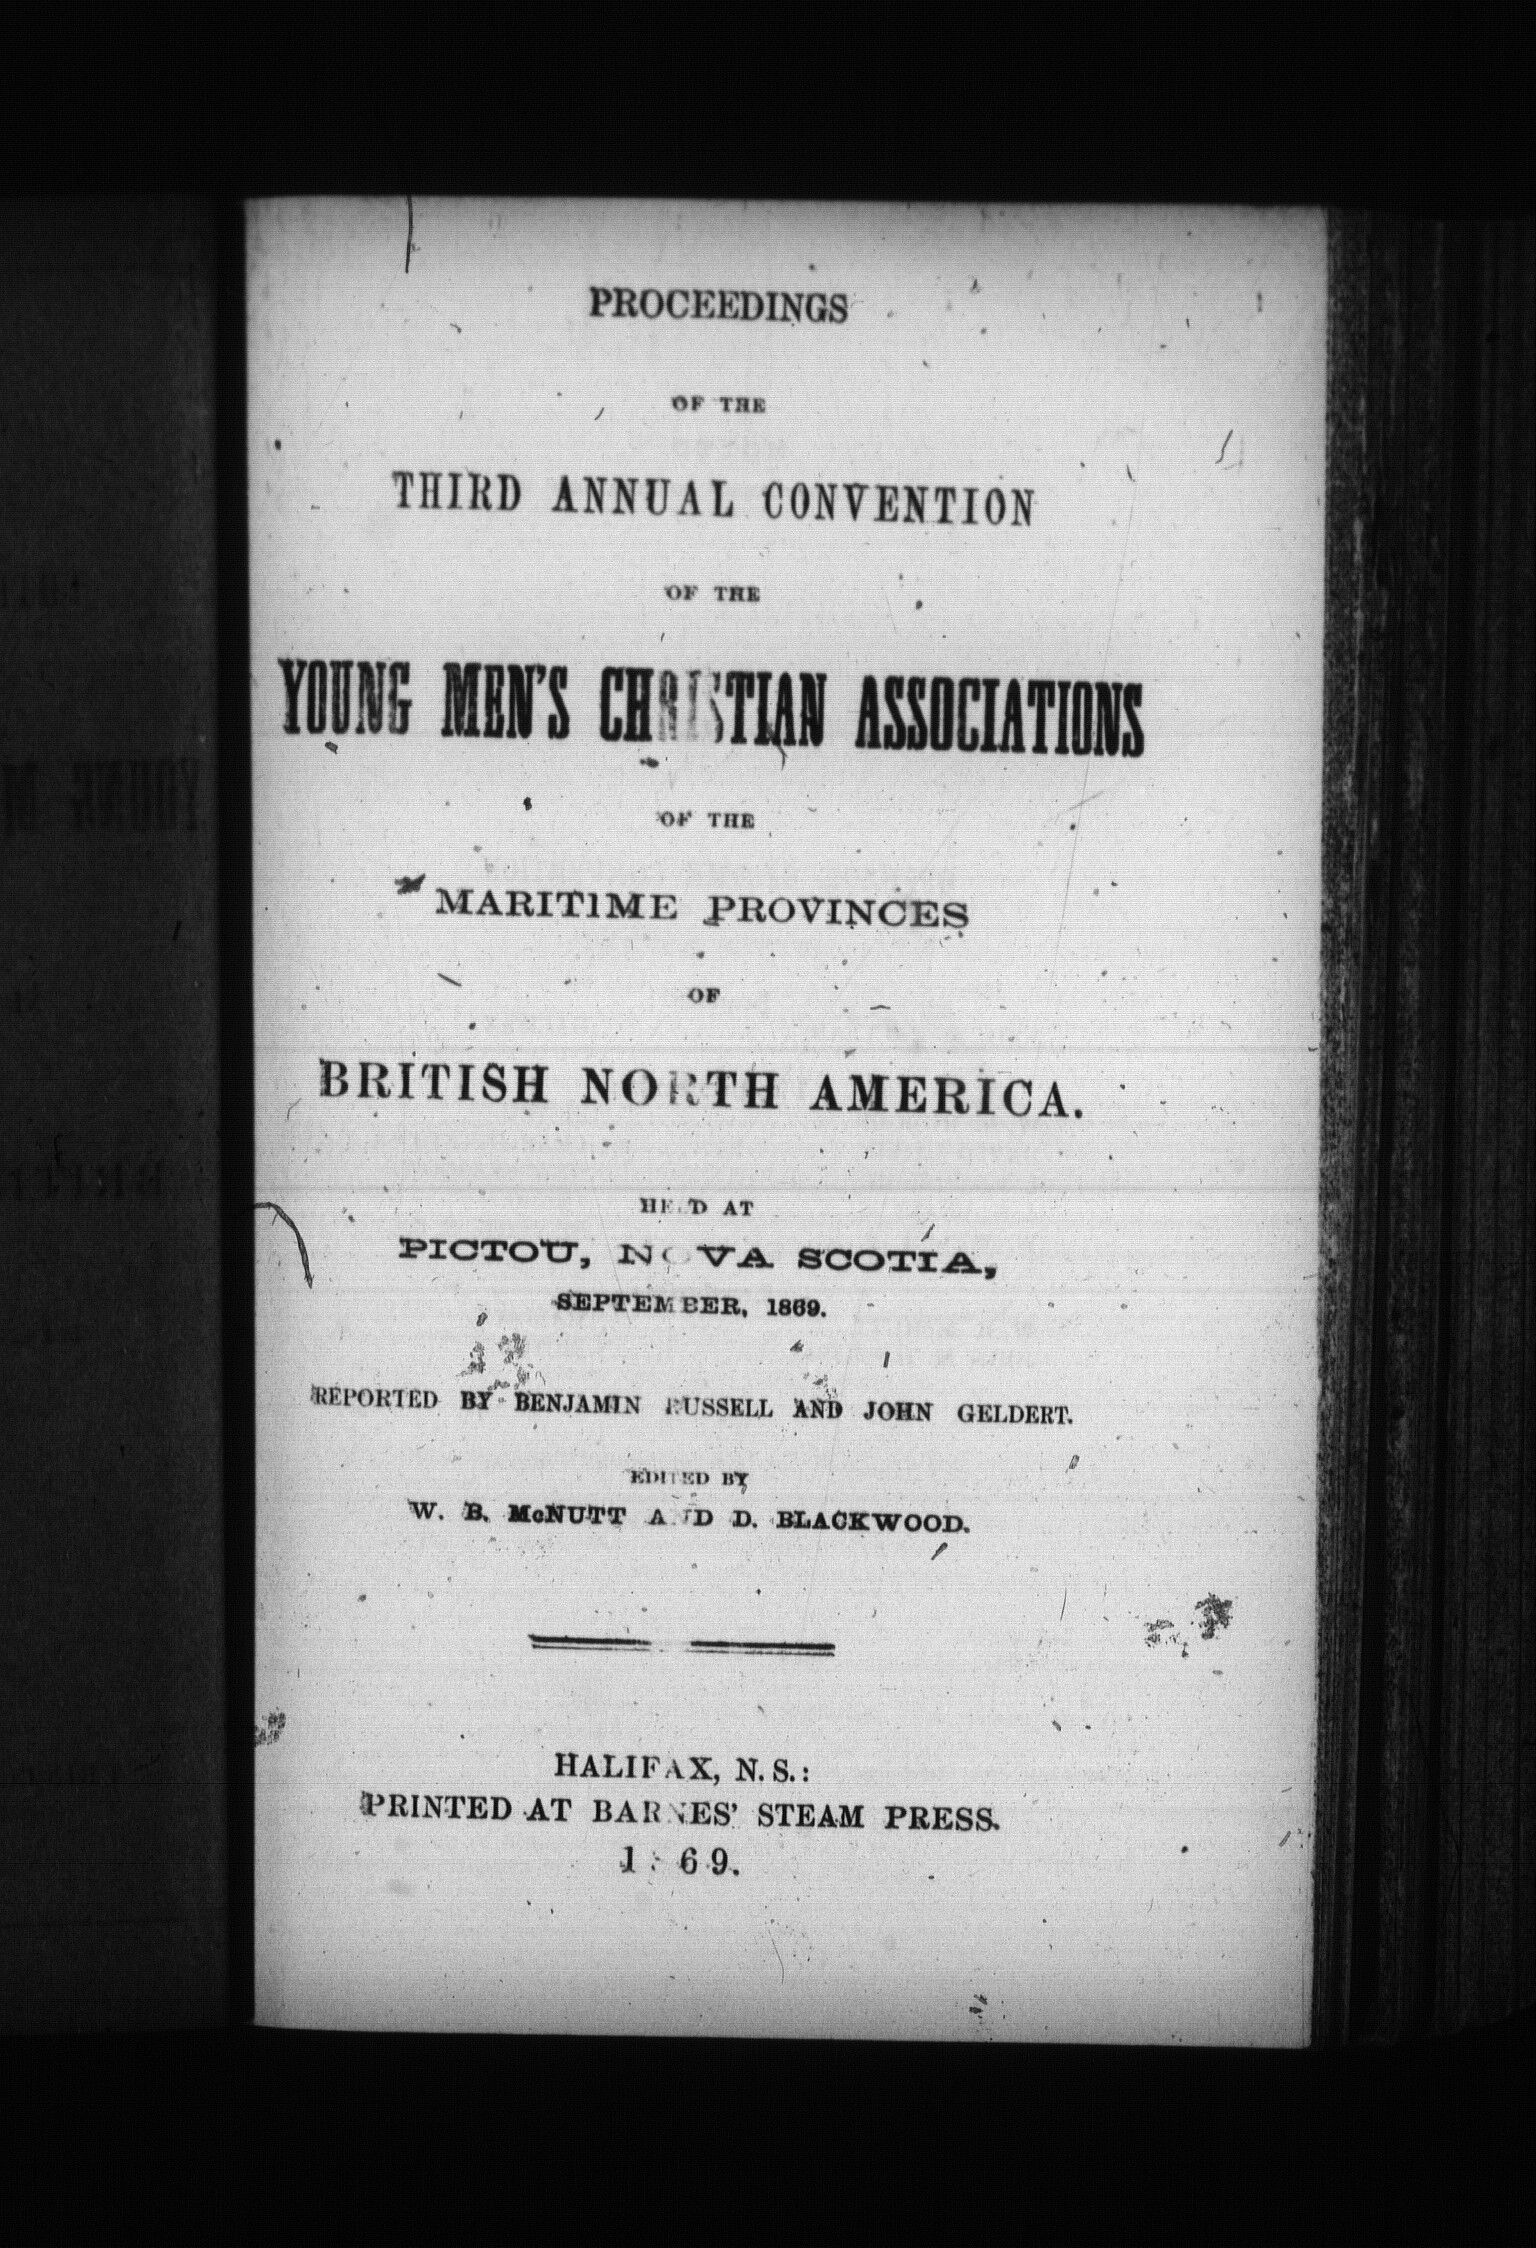 PROCEEDINGS
OF THE
THIRD ANNUAL CONVENTION
OF THE
YOUNG MEN'S CHRISTIAN ASSOCIATIONS
OF THE
MARITIME PROVINCES
OF
BRITISH NORTH AMERICA.
HELD AT
PICTOU, NOVA SCOTIA,
SEPTEMBER, 1869.
REPORTED BY BENJAMIN RUSSELL AND JOHN GELDERT.
EDITED BY
W. B. McNUTT AND D. BLACKWOOD.
HALIFAX, N. S.:
PRINTED AT BARNES' STEAM PRESS.
1869.